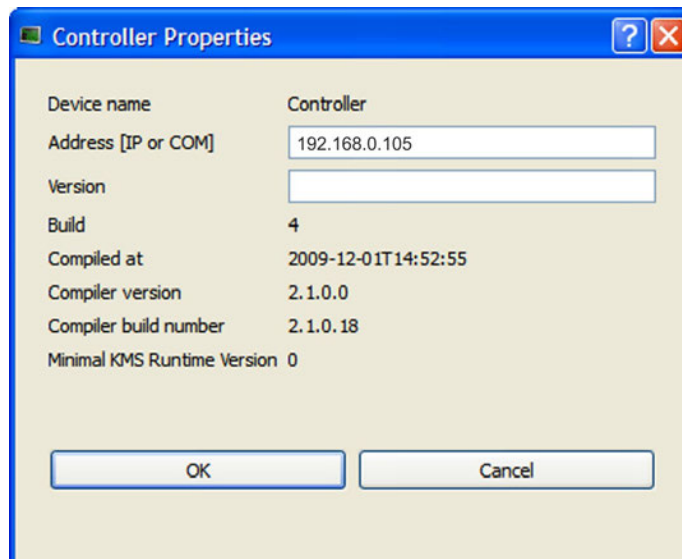 Controller Properties
Device name Controller
Address [IP or COM] 192.168.0.105
Version
Build 4
Compiled at 2009-12-01T14:52:55
Compiler version 2.1.0.0
Compiler build number 2.1.0.18
Minimal KMS Runtime Version 0
OK Cancel